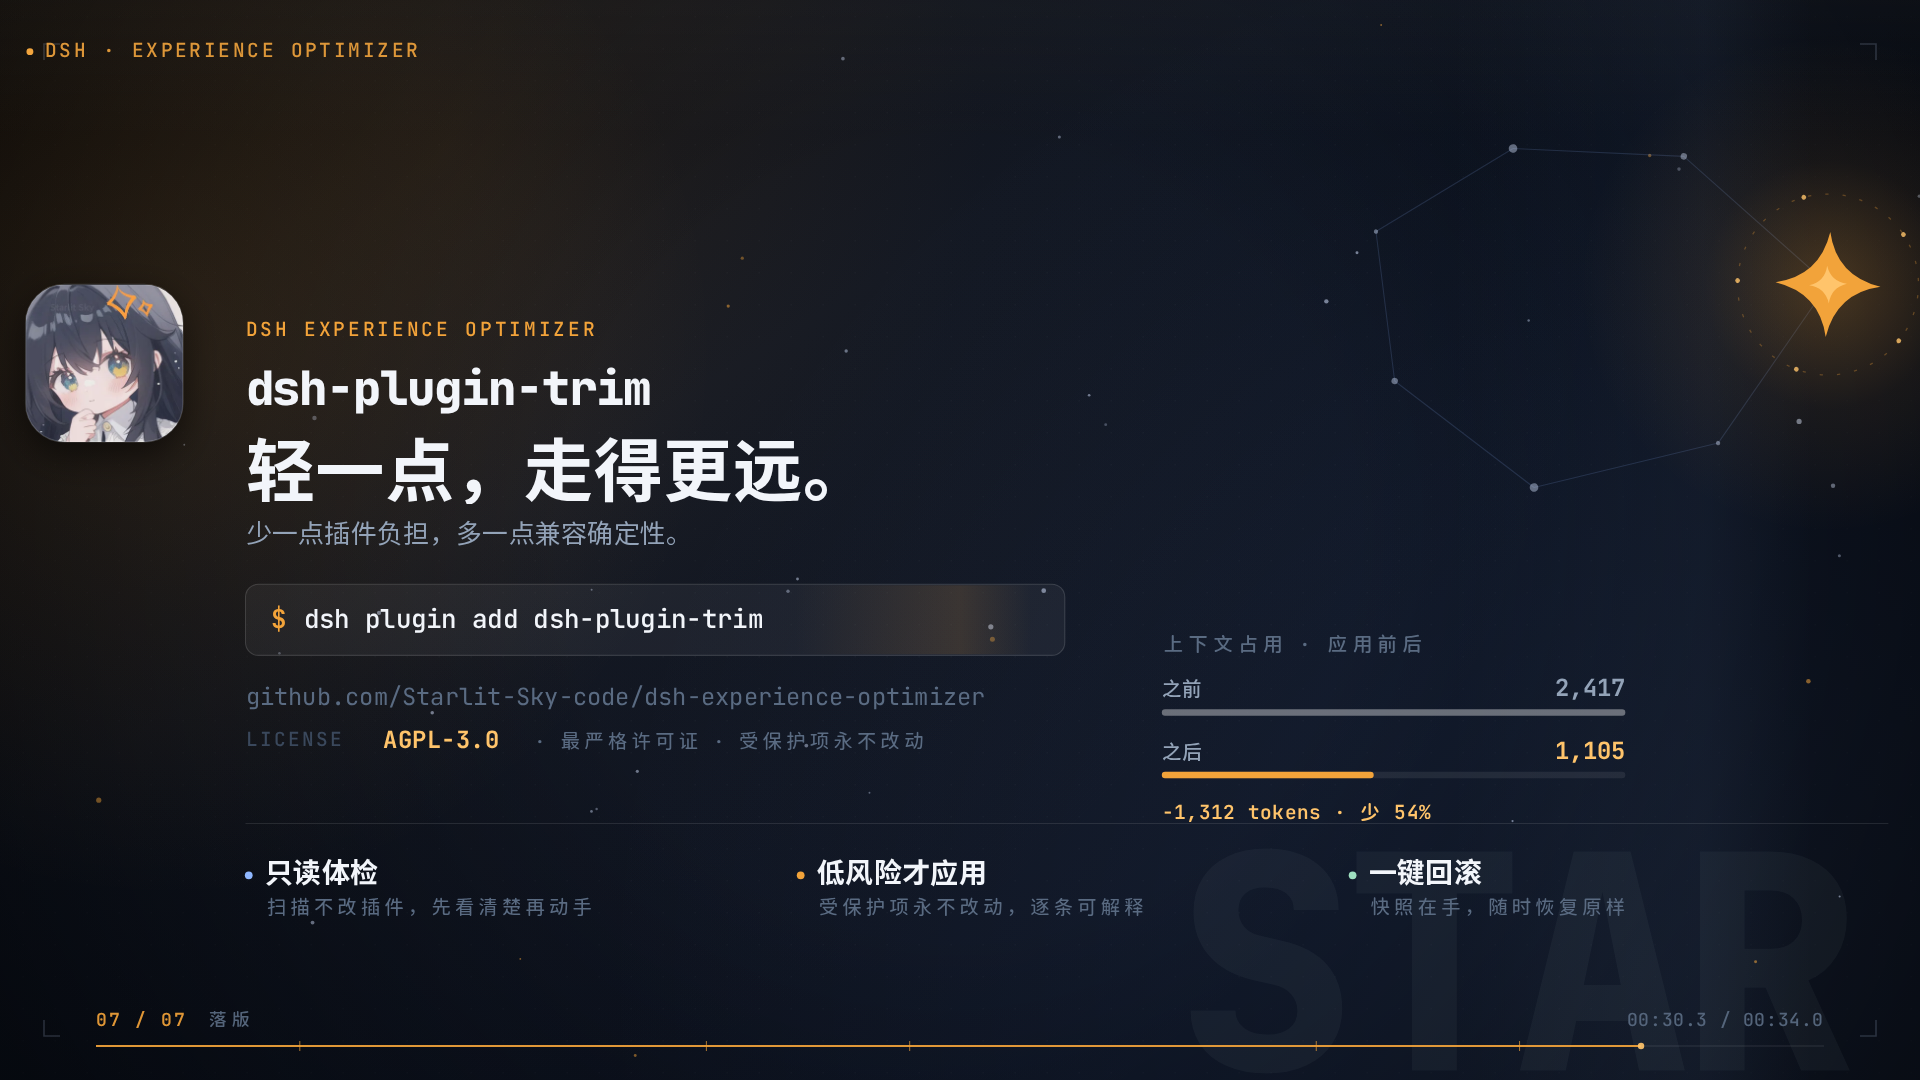 DSH · EXPERIENCE OPTIMIZER
DSH EXPERIENCE OPTIMIZER
dsh-plugin-trim
轻一点，走得更远。
少一点插件负担，多一点兼容确定性。
$ dsh plugin add dsh-plugin-trim
github.com/Starlit-Sky-code/dsh-experience-optimizer
LICENSE AGPL-3.0 · 最严格许可证 · 受保护项永不改动
上下文占用 · 应用前后
之前 2,417
之后 1,105
-1,312 tokens · 少 54%
只读体检
扫描不改插件，先看清楚再动手
低风险才应用
受保护项永不改动，逐条可解释
一键回滚
快照在手，随时恢复原样
STAR
07 / 07 落版
00:30.3 / 00:34.0